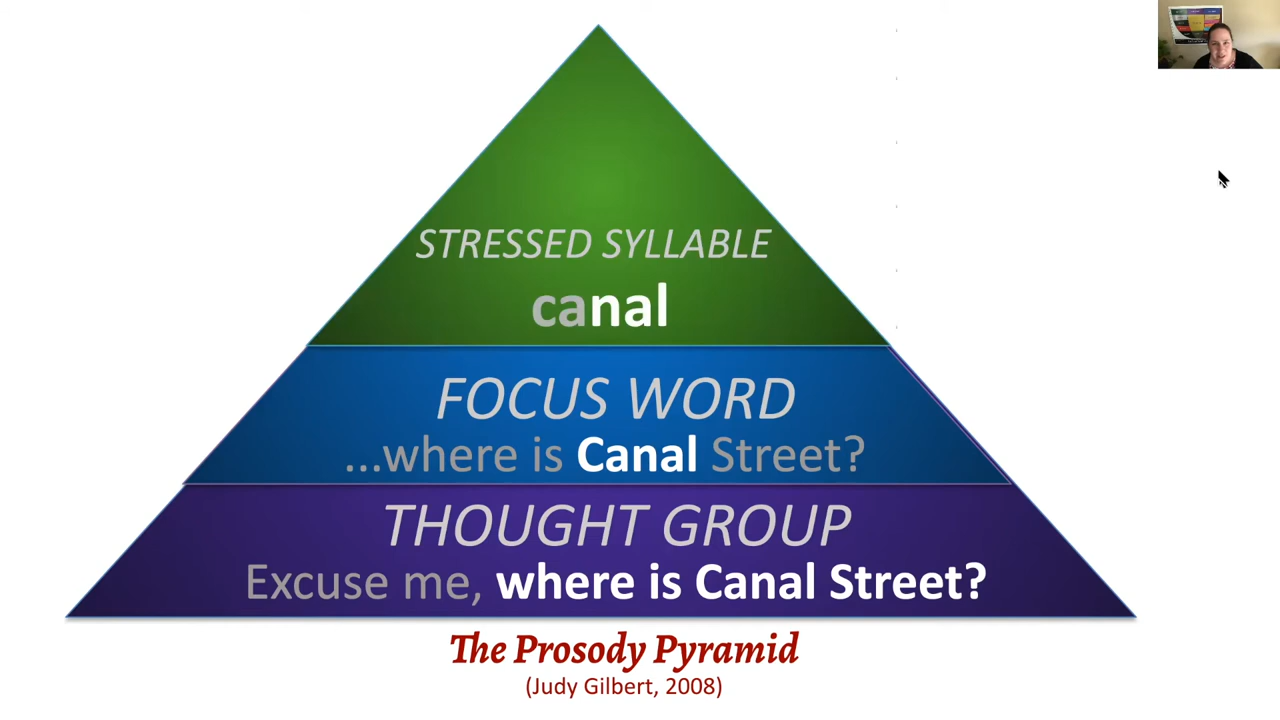 STRESSED SYLLABLE
canal
FOCUS WORD
...where is Canal Street?
THOUGHT GROUP
Excuse me, where is Canal Street?
The Prosody Pyramid
(Judy Gilbert, 2008)